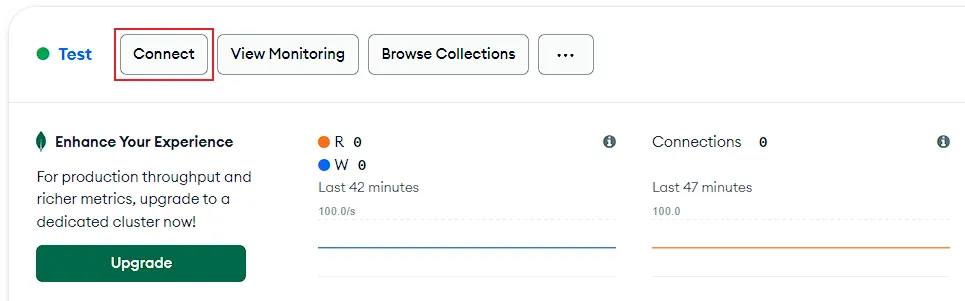 Test
Connect
View Monitoring
Browse Collections
...
Enhance Your Experience
For production throughput and
richer metrics, upgrade to a
dedicated cluster now!
Upgrade
R 0
W 0
Last 42 minutes
100.0/s
Connections 0
Last 47 minutes
100.0